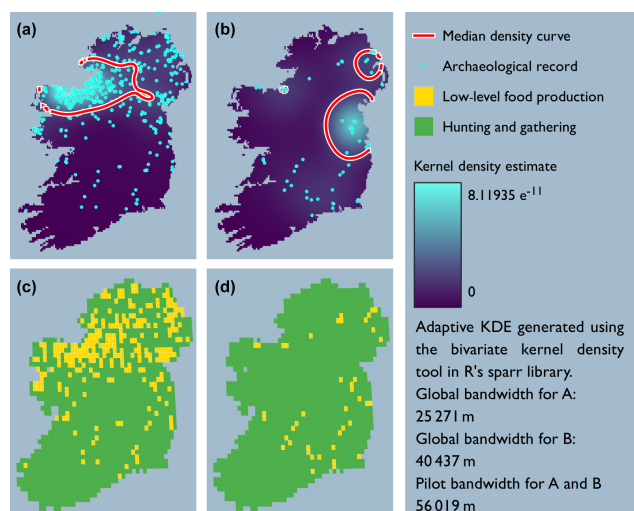 (a)
(b)
Median density curve
Archaeological record
Low-level food production
Hunting and gathering
Kernel density estimate
8.11935 e-11
(c)
(d)
Adaptive KDE generated using
the bivariate kernel density
tool in R's sparr library.
Global bandwidth for A:
25 271 m
Global bandwidth for B:
40 437 m
Pilot bandwidth for A and B
56 019 m